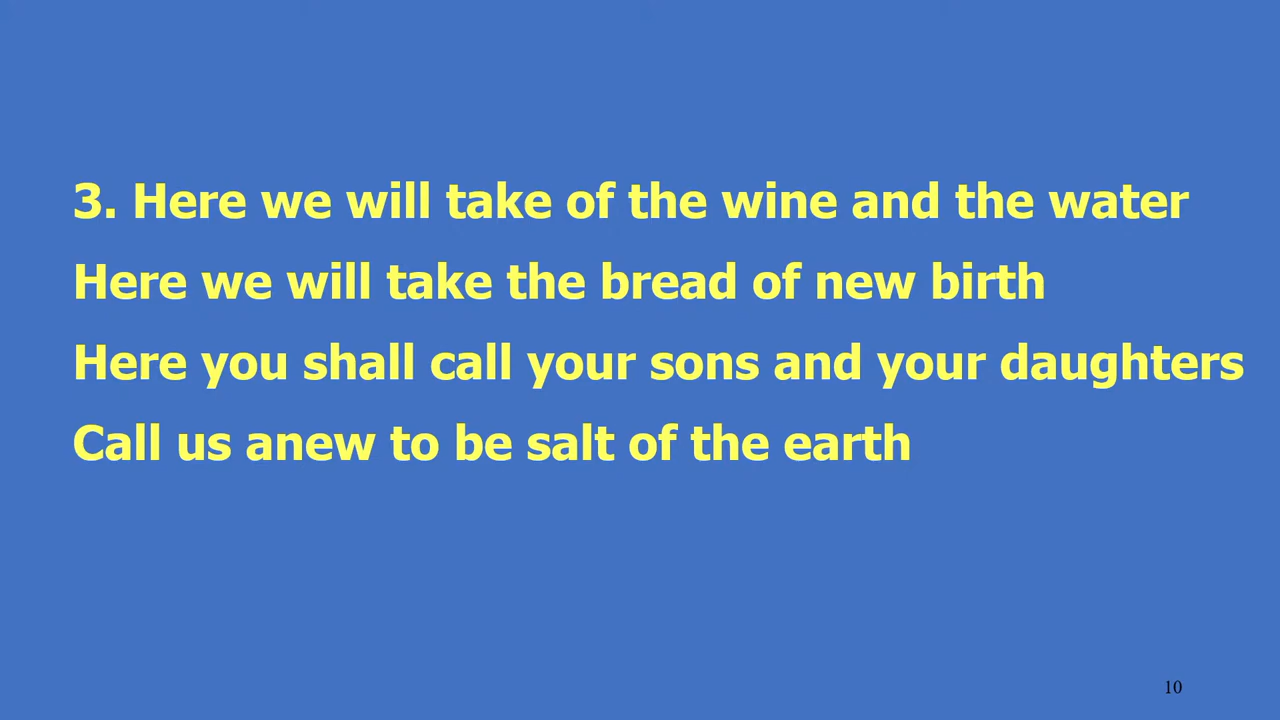 3. Here we will take of the wine and the water
Here we will take the bread of new birth
Here you shall call your sons and your daughters
Call us anew to be salt of the earth
10